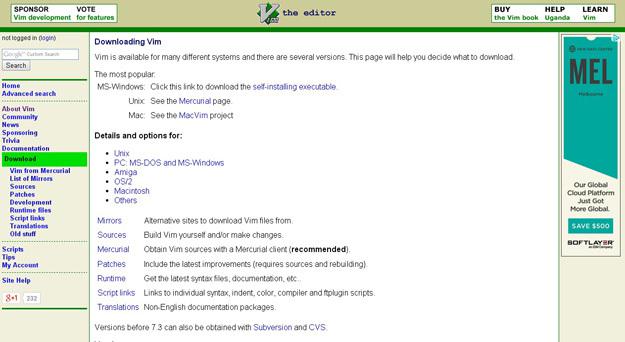 SPONSOR VOTE
Vim development for features
the editor
BUY HELP LEARN
the Vim book Uganda Vim
not logged in (login)
Google™ Custom Search
Search
Home
Advanced search
About Vim
Community
News
Sponsoring
Trivia
Documentation
Download
Vim from Mercurial
List of Mirrors
Sources
Patches
Development
Runtime files
Script links
Translations
Old stuff
Scripts
Tips
My Account
Site Help
g+1 232
Downloading Vim
Vim is available for many different systems and there are several versions. This page will help you decide what to download.
The most popular:
MS-Windows: Click this link to download the self-installing executable.
Unix: See the Mercurial page.
Mac: See the MacVim project
Details and options for:
Unix
PC: MS-DOS and MS-Windows
Amiga
OS/2
Macintosh
Others
Mirrors Alternative sites to download Vim files from.
Sources Build Vim yourself and/or make changes.
Mercurial Obtain Vim sources with a Mercurial client (recommended).
Patches Include the latest improvements (requires sources and rebuilding).
Runtime Get the latest syntax files, documentation, etc..
Script links Links to individual syntax, indent, color, compiler and ftplugin scripts.
Translations Non-English documentation packages.
Versions before 7.3 can also be obtained with Subversion and CVS.
MEL
Melbourne
Our Global
Cloud Platform
Just Got
More Global.
SAVE $500
SOFTLAYER